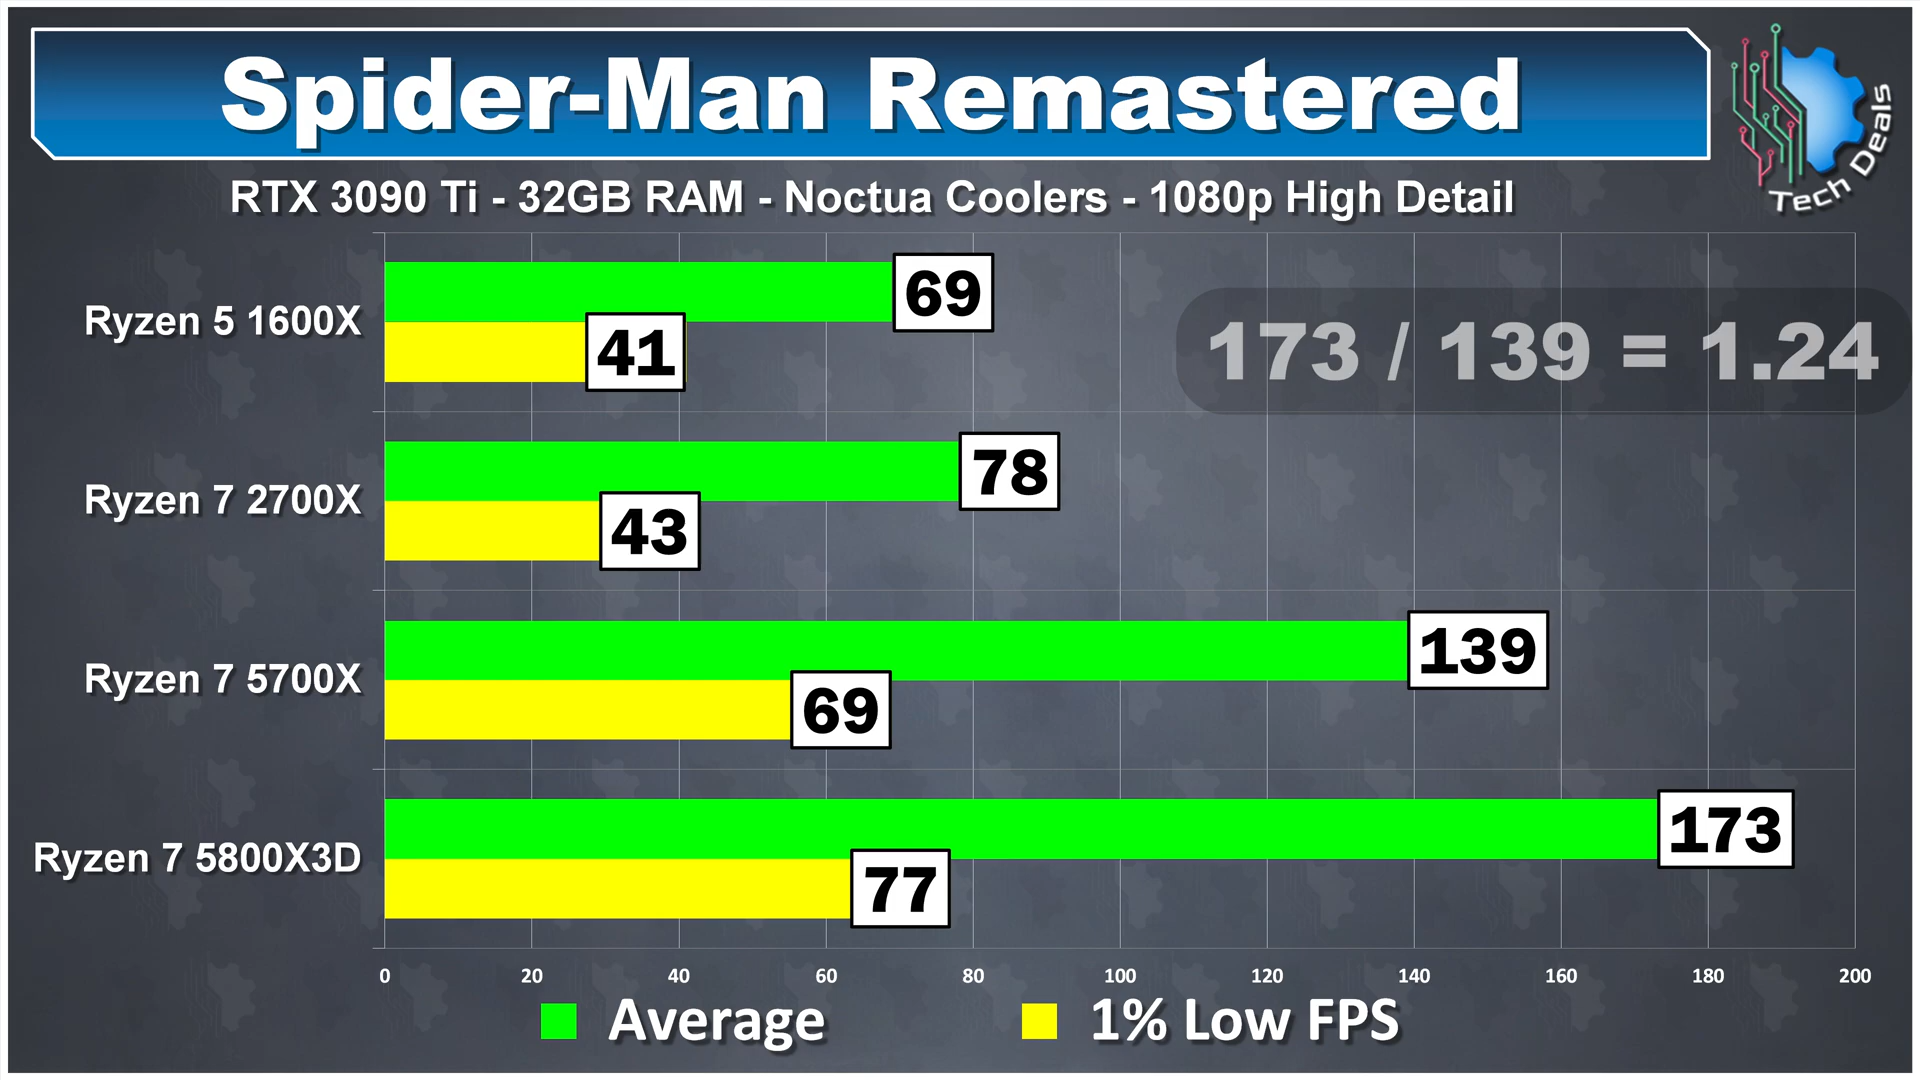 Spider-Man Remastered
Tech Deals
RTX 3090 Ti - 32GB RAM - Noctua Coolers - 1080p High Detail
Ryzen 5 1600X
69
41
173 / 139 = 1.24
Ryzen 7 2700X
78
43
Ryzen 7 5700X
139
69
Ryzen 7 5800X3D
173
77
0 20 40 60 80 100 120 140 160 180 200
Average 1% Low FPS